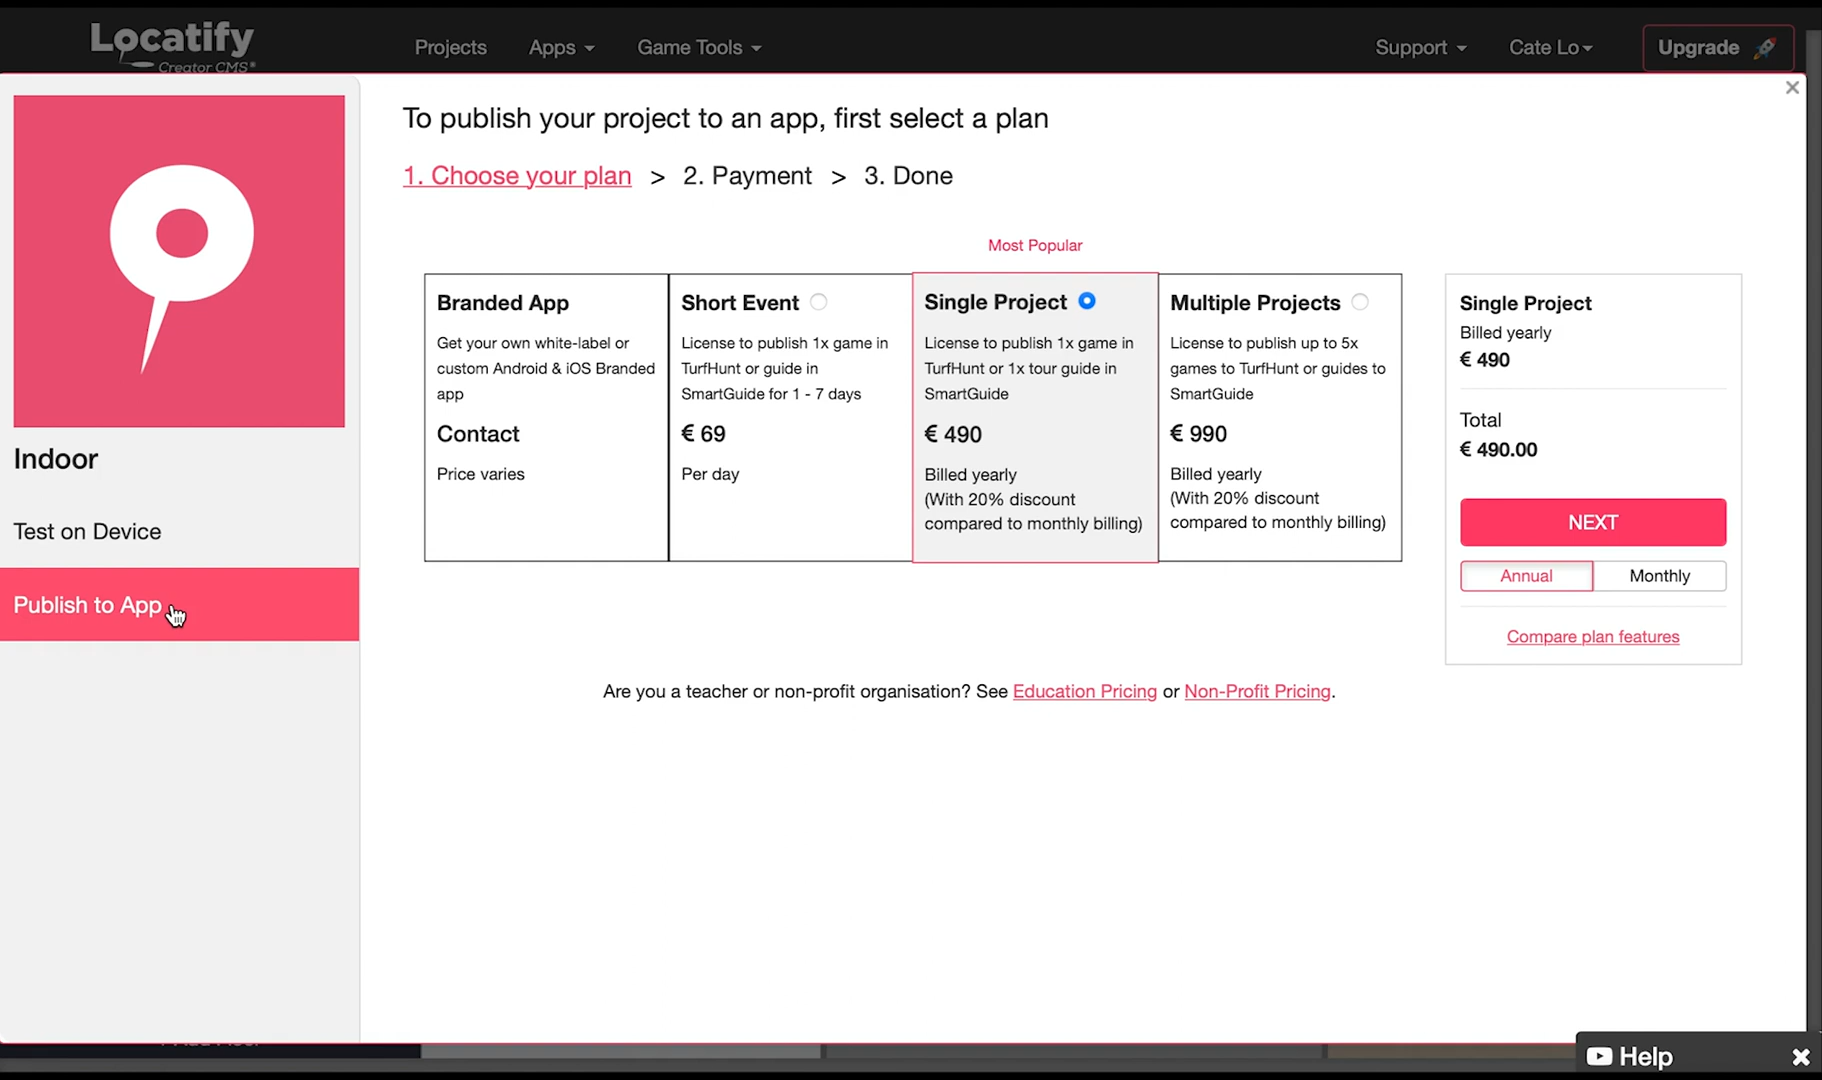 Locatify
Creator CMS®
Projects
Apps
Game Tools
Support
Cate Lo
Upgrade
To publish your project to an app, first select a plan
1. Choose your plan > 2. Payment > 3. Done
Most Popular
Branded App
Get your own white-label or
custom Android & iOS Branded
app
Contact
Price varies
Short Event
License to publish 1x game in
TurfHunt or guide in
SmartGuide for 1 - 7 days
€ 69
Per day
Single Project
License to publish 1x game in
TurfHunt or 1x tour guide in
SmartGuide
€ 490
Billed yearly
(With 20% discount
compared to monthly billing)
Multiple Projects
License to publish up to 5x
games to TurfHunt or guides to
SmartGuide
€ 990
Billed yearly
(With 20% discount
compared to monthly billing)
Single Project
Billed yearly
€ 490
Total
€ 490.00
NEXT
Annual
Monthly
Compare plan features
Indoor
Test on Device
Publish to App
Are you a teacher or non-profit organisation? See Education Pricing or Non-Profit Pricing.
Help